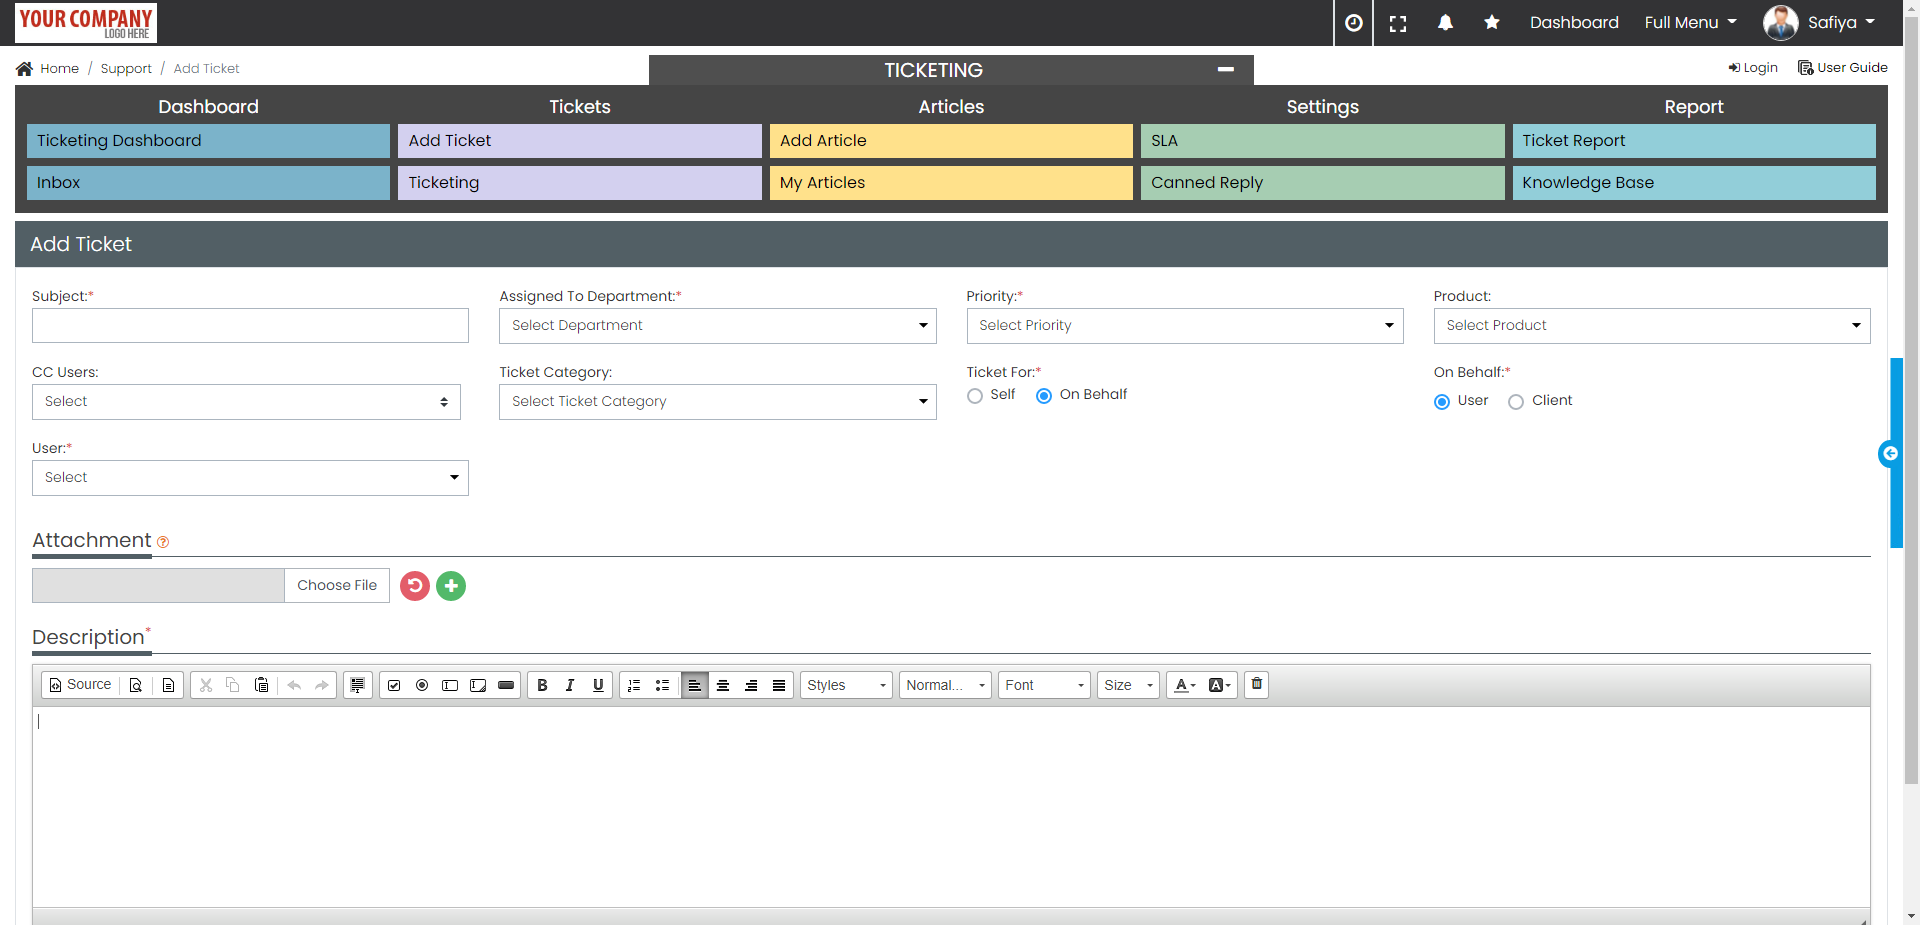 YOUR COMPANY
LOGO HERE
Dashboard
Full Menu
Safiya
Home / Support / Add Ticket
TICKETING
Login
User Guide
Dashboard
Tickets
Articles
Settings
Report
Ticketing Dashboard
Add Ticket
Add Article
SLA
Ticket Report
Inbox
Ticketing
My Articles
Canned Reply
Knowledge Base
Add Ticket
Subject:*
Assigned To Department:*
Priority:*
Product:
Select Department
Select Priority
Select Product
CC Users:
Ticket Category:
Ticket For:*
On Behalf:*
Select
Select Ticket Category
Self
On Behalf
User
Client
User:*
Select
Attachment
Choose File
Description*
Source
B I U
Styles
Normal...
Font
Size
A
A